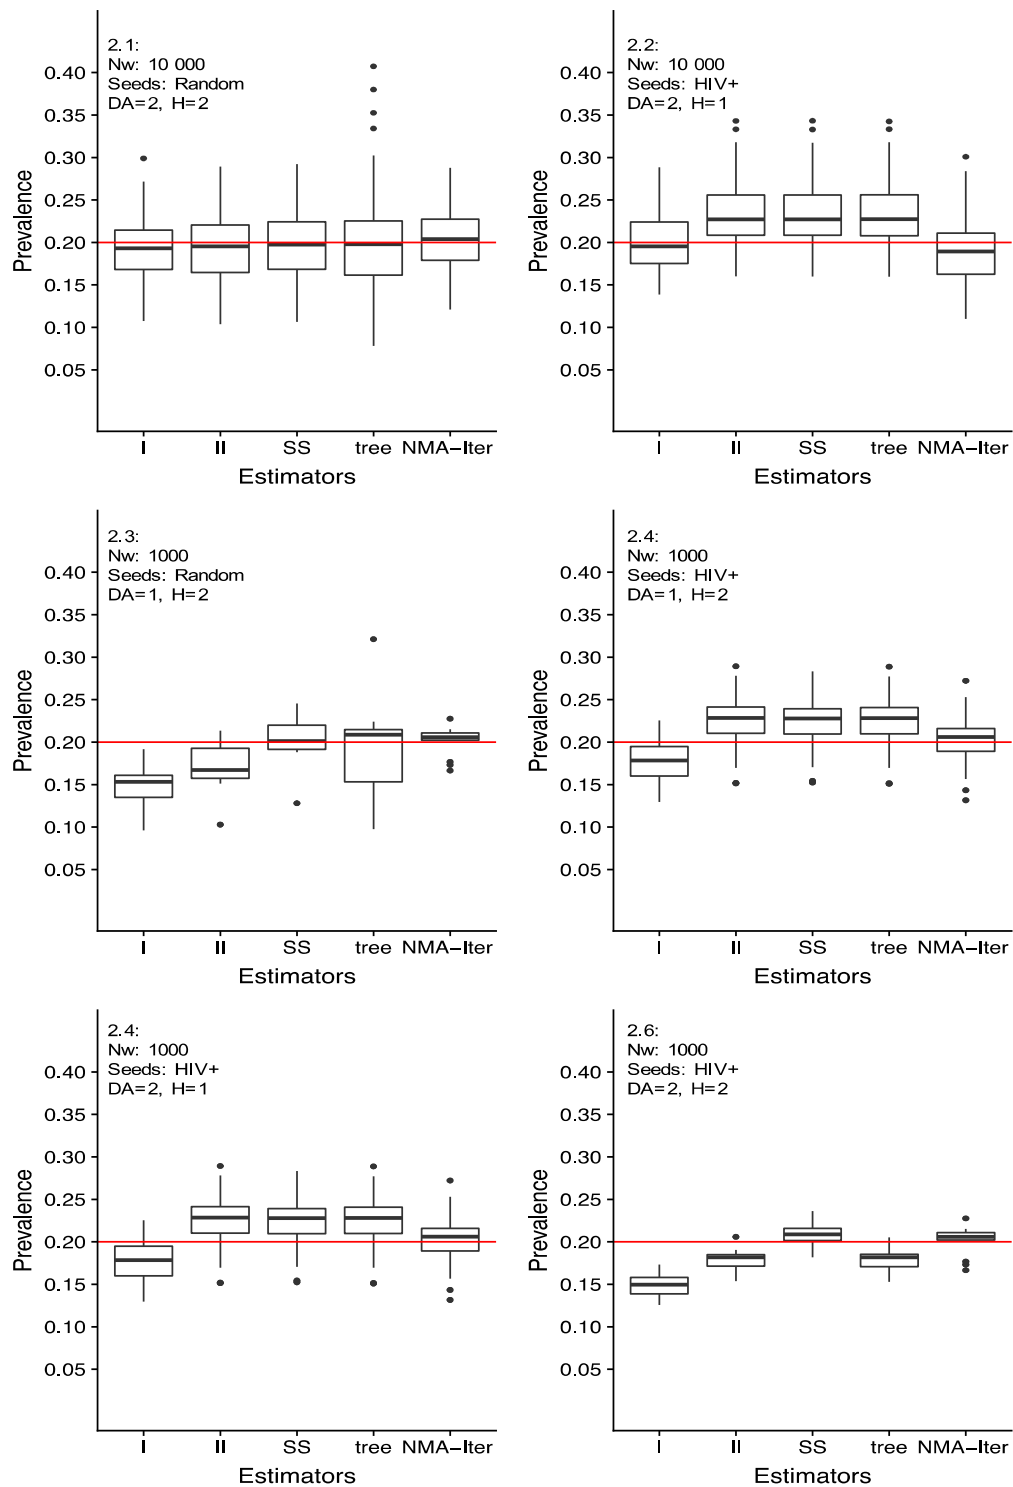 2.1:
Nw: 10 000
Seeds: Random
DA=2, H=2
0.40
0.35
0.30
0.25
0.20
0.15
0.10
0.05
Prevalence
I II SS tree NMA−Iter
Estimators
2.2:
Nw: 10 000
Seeds: HIV+
DA=2, H=1
0.40
0.35
0.30
0.25
0.20
0.15
0.10
0.05
Prevalence
I II SS tree NMA−Iter
Estimators
2.3:
Nw: 1000
Seeds: Random
DA=1, H=2
0.40
0.35
0.30
0.25
0.20
0.15
0.10
0.05
Prevalence
I II SS tree NMA−Iter
Estimators
2.4:
Nw: 1000
Seeds: HIV+
DA=1, H=2
0.40
0.35
0.30
0.25
0.20
0.15
0.10
0.05
Prevalence
I II SS tree NMA−Iter
Estimators
2.4:
Nw: 1000
Seeds: HIV+
DA=2, H=1
0.40
0.35
0.30
0.25
0.20
0.15
0.10
0.05
Prevalence
I II SS tree NMA−Iter
Estimators
2.6:
Nw: 1000
Seeds: HIV+
DA=2, H=2
0.40
0.35
0.30
0.25
0.20
0.15
0.10
0.05
Prevalence
I II SS tree NMA−Iter
Estimators